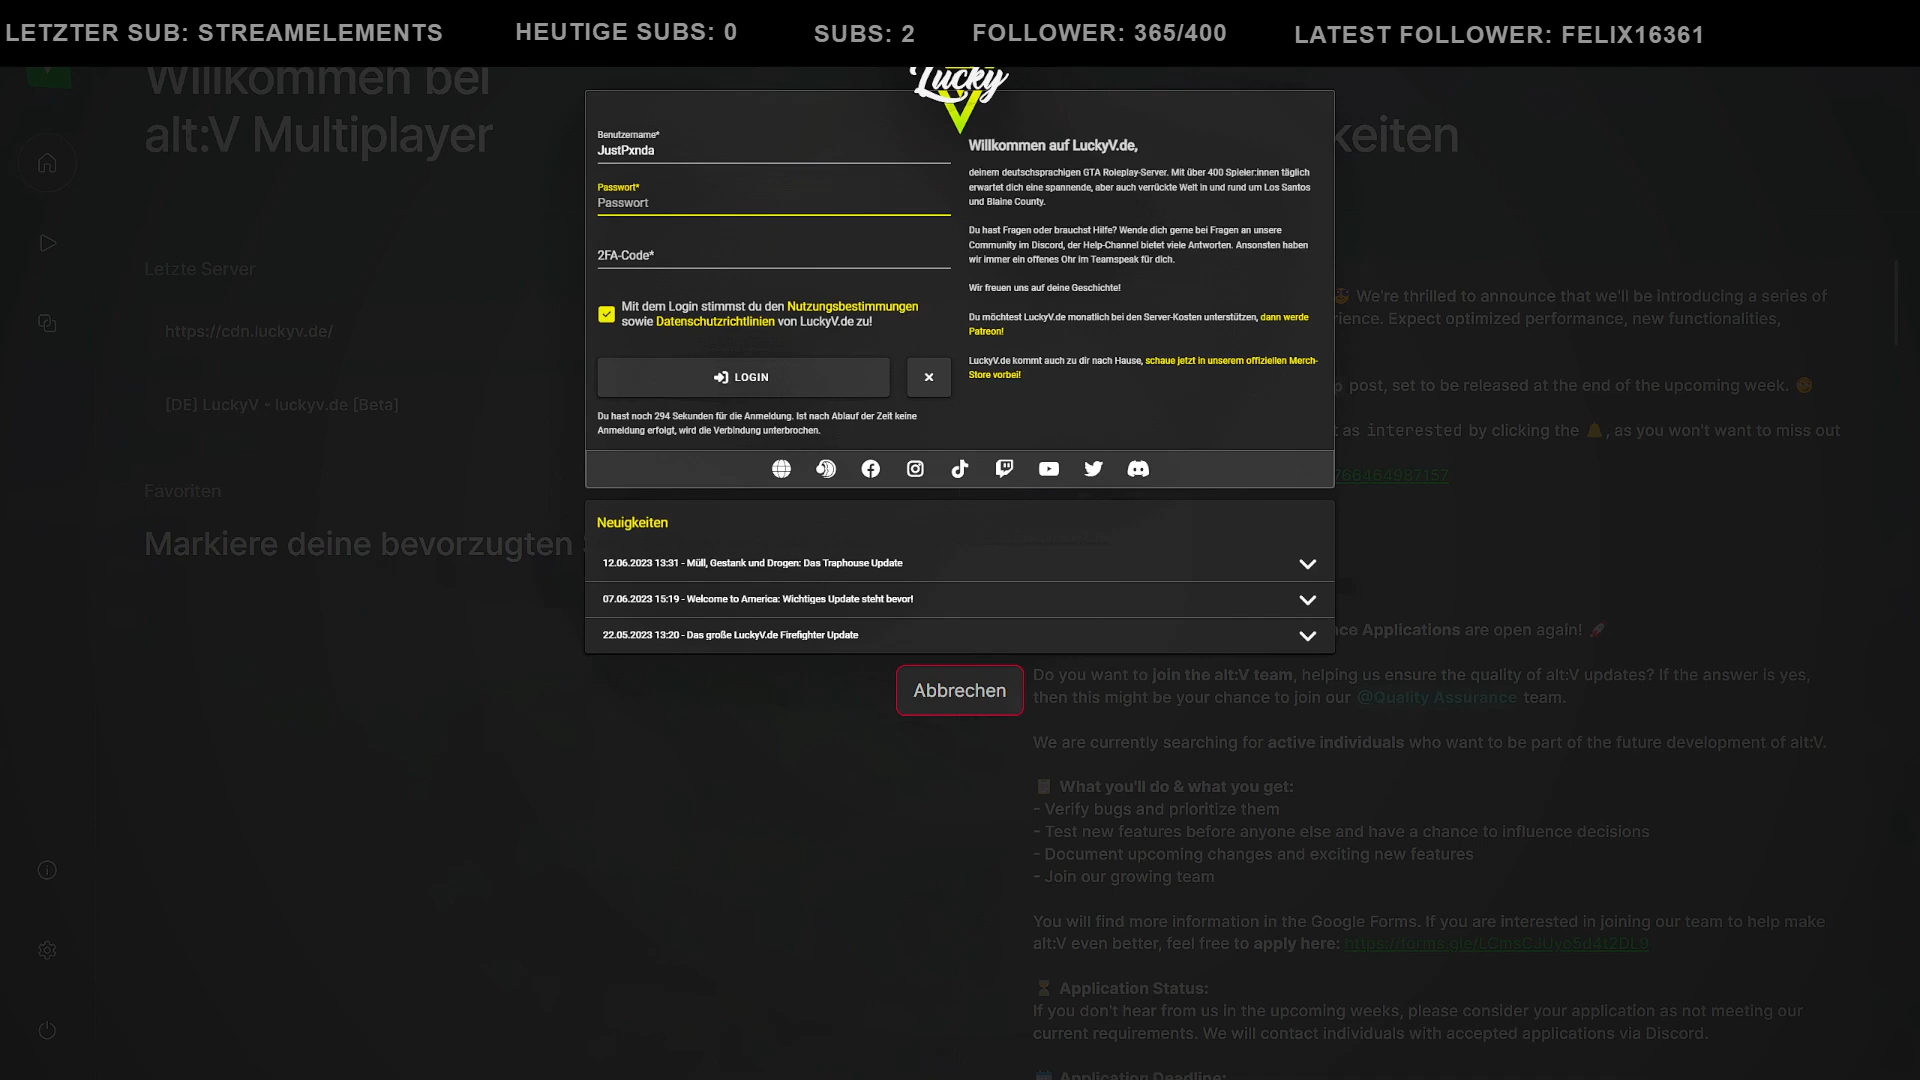 LETZTER SUB: STREAMELEMENTS HEUTIGE SUBS: 0 SUBS: 2 FOLLOWER: 365/400 LATEST FOLLOWER: FELIX16361
Willkommen bei
alt:V Multiplayer
Letzte Server
https://cdn.luckyv.de/
[DE] LuckyV - luckyv.de [Beta]
Favoriten
Markiere deine bevorzugten
Lucky
V
Benutzername*
JustPxnda
Passwort*
Passwort
2FA-Code*
Mit dem Login stimmst du den Nutzungsbestimmungen
sowie Datenschutzrichtlinien von LuckyV.de zu!
LOGIN
Du hast noch 294 Sekunden für die Anmeldung. Ist nach Ablauf der Zeit keine
Anmeldung erfolgt, wird die Verbindung unterbrochen.
Willkommen auf LuckyV.de,
deinem deutschsprachigen GTA Roleplay-Server. Mit über 400 Spieler:innen täglich
erwartet dich eine spannende, aber auch verrückte Welt in und rund um Los Santos
und Blaine County.
Du hast Fragen oder brauchst Hilfe? Wende dich gerne bei Fragen an unsere
Community im Discord, der Help-Channel bietet viele Antworten. Ansonsten haben
wir immer ein offenes Ohr im Teamspeak für dich.
Wir freuen uns auf deine Geschichte!
Du möchtest LuckyV.de monatlich bei den Server-Kosten unterstützen, dann werde
Patreon!
LuckyV.de kommt auch zu dir nach Hause, schaue jetzt in unserem offiziellen Merch-
Store vorbei!
Neuigkeiten
12.06.2023 13:31 - Müll, Gestank und Drogen: Das Traphouse Update
07.06.2023 15:19 - Welcome to America: Wichtiges Update steht bevor!
22.05.2023 13:20 - Das große LuckyV.de Firefighter Update
Abbrechen
keiten
We're thrilled to announce that we'll be introducing a series of
rience. Expect optimized performance, new functionalities,
post, set to be released at the end of the upcoming week.
as interested by clicking the 🔔, as you won't want to miss out
766464987157
ce Applications are open again! 🚀
Do you want to join the alt:V team, helping us ensure the quality of alt:V updates? If the answer is yes,
then this might be your chance to join our @Quality Assurance team.
We are currently searching for active individuals who want to be part of the future development of alt:V.
What you'll do & what you get:
- Verify bugs and prioritize them
- Test new features before anyone else and have a chance to influence decisions
- Document upcoming changes and exciting new features
- Join our growing team
You will find more information in the Google Forms. If you are interested in joining our team to help make
alt:V even better, feel free to apply here:
Application Status:
If you don't hear from us in the upcoming weeks, please consider your application as not meeting our
current requirements. We will contact individuals with accepted applications via Discord.
Application Deadline: